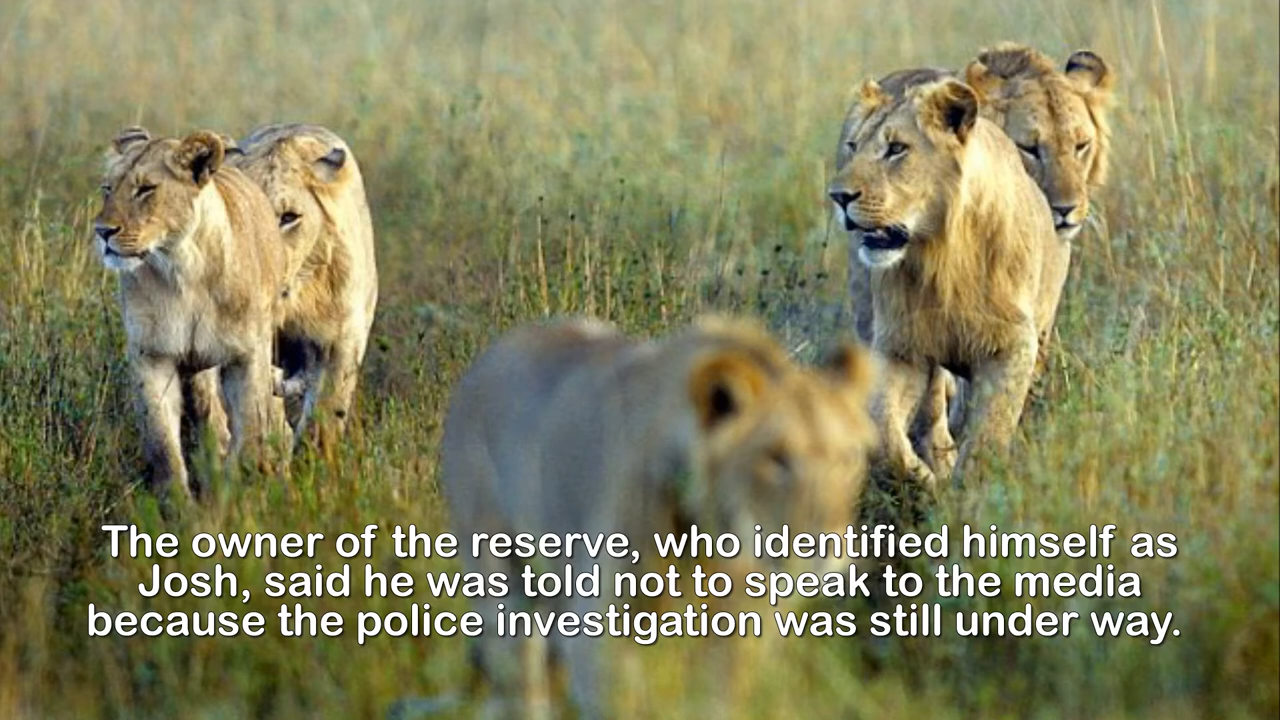 The owner of the reserve, who identified himself as
Josh, said he was told not to speak to the media
because the police investigation was still under way.